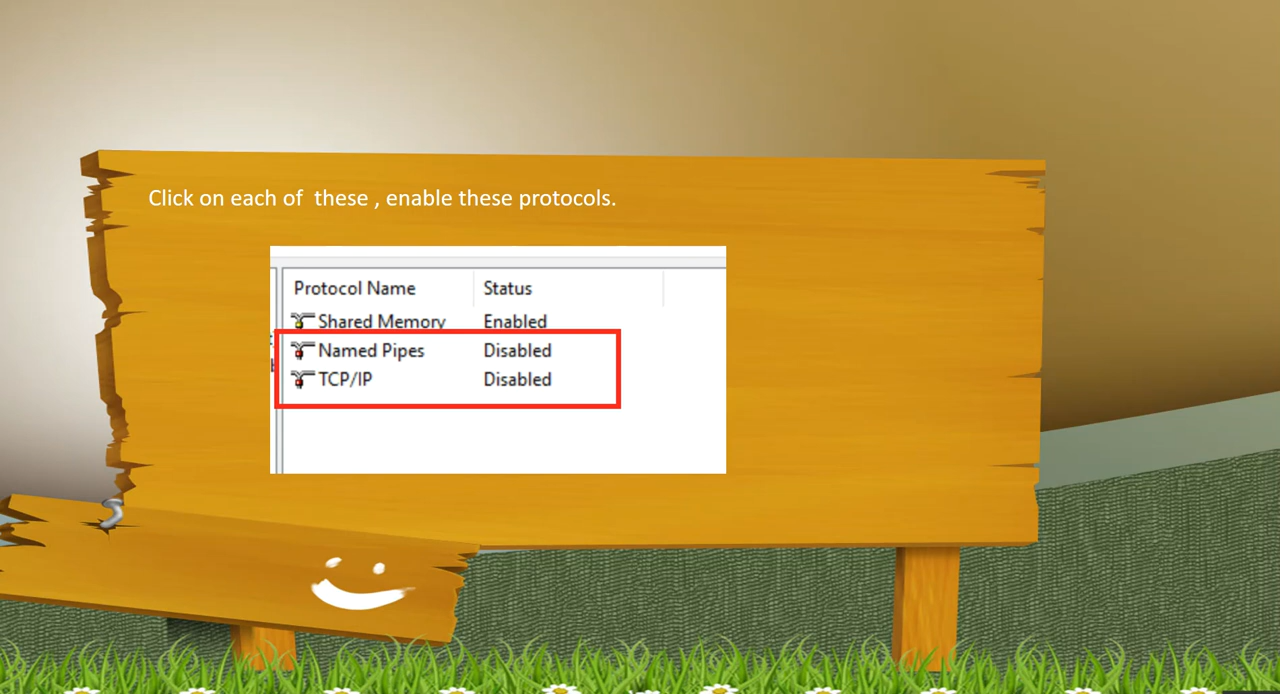 Click on each of  these , enable these protocols.
Protocol Name Status
Shared Memory Enabled
Named Pipes Disabled
TCP/IP Disabled